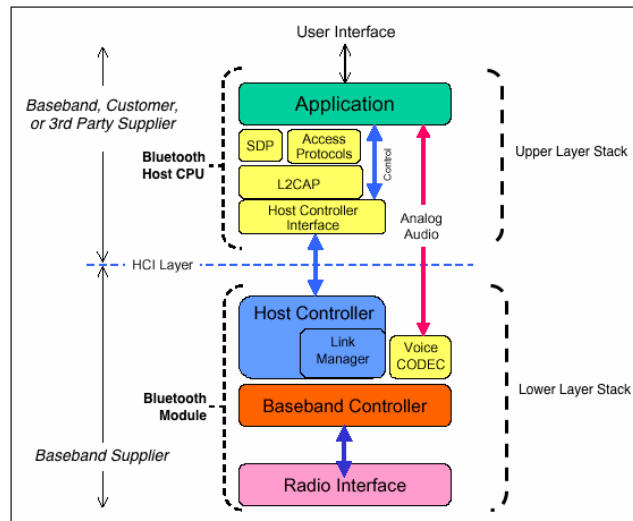 User Interface
Baseband, Customer,
or 3rd Party Supplier
Bluetooth
Host CPU
Application
SDP
Access
Protocols
Control
L2CAP
Host Controller
Interface
Analog
Audio
Upper Layer Stack
HCI Layer
Host Controller
Link
Manager
Voice
CODEC
Bluetooth
Module
Baseband Controller
Lower Layer Stack
Baseband Supplier
Radio Interface